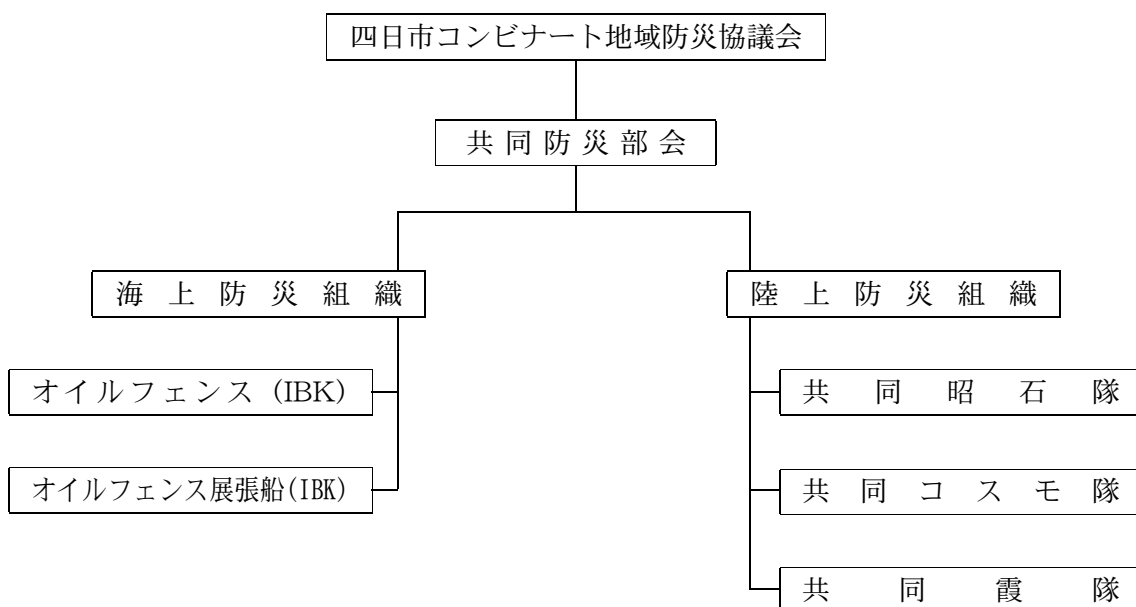 四日市コンビナート地域防災協議会
共同防災部会
海上防災組織
陸上防災組織
オイルフェンス (IBK)
共同昭石隊
オイルフェンス展張船(IBK)
共同コスモ隊
共同霞隊